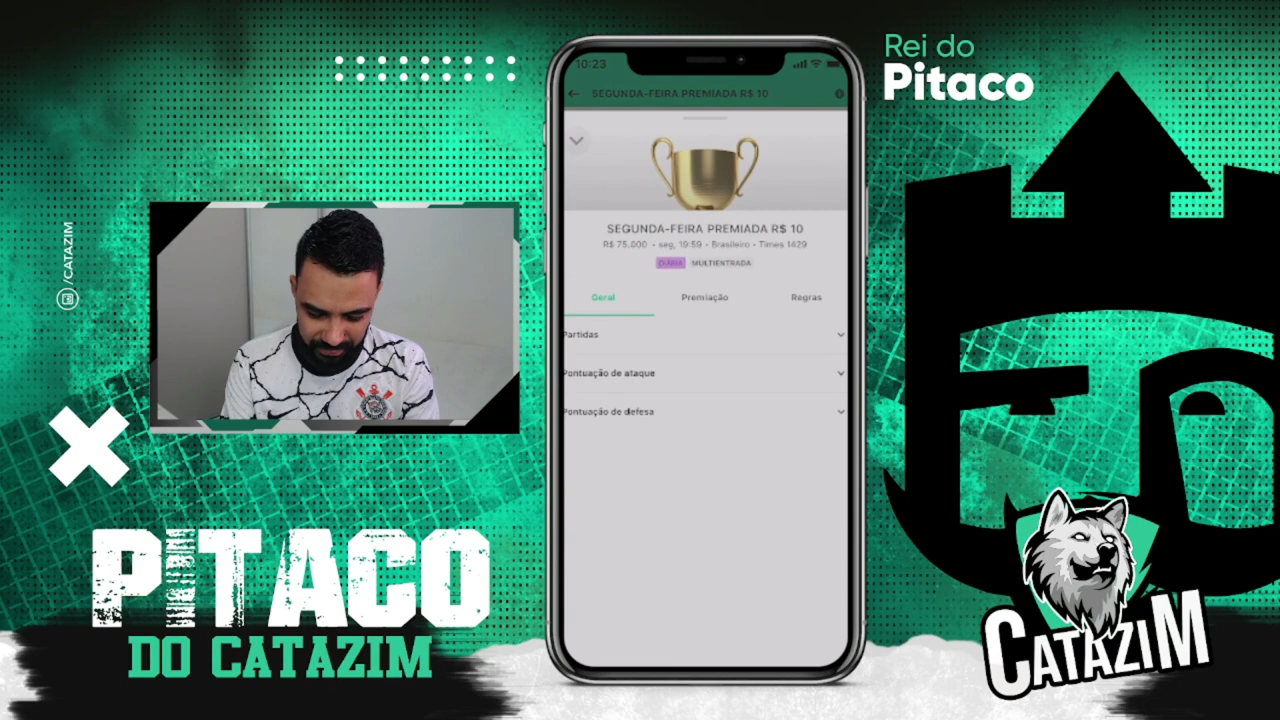 Rei do
Pitaco
10:23
SEGUNDA-FEIRA PREMIADA R$ 10
SEGUNDA-FEIRA PREMIADA R$ 10
R$ 75.000 • seg, 19:59 • Brasileiro • Times 1429
DIÁRIA MULTIENTRADA
Geral Premiação Regras
Partidas
Pontuação de ataque
Pontuação de defesa
/CATAZIM
PITACO
DO CATAZIM
CATAZIM